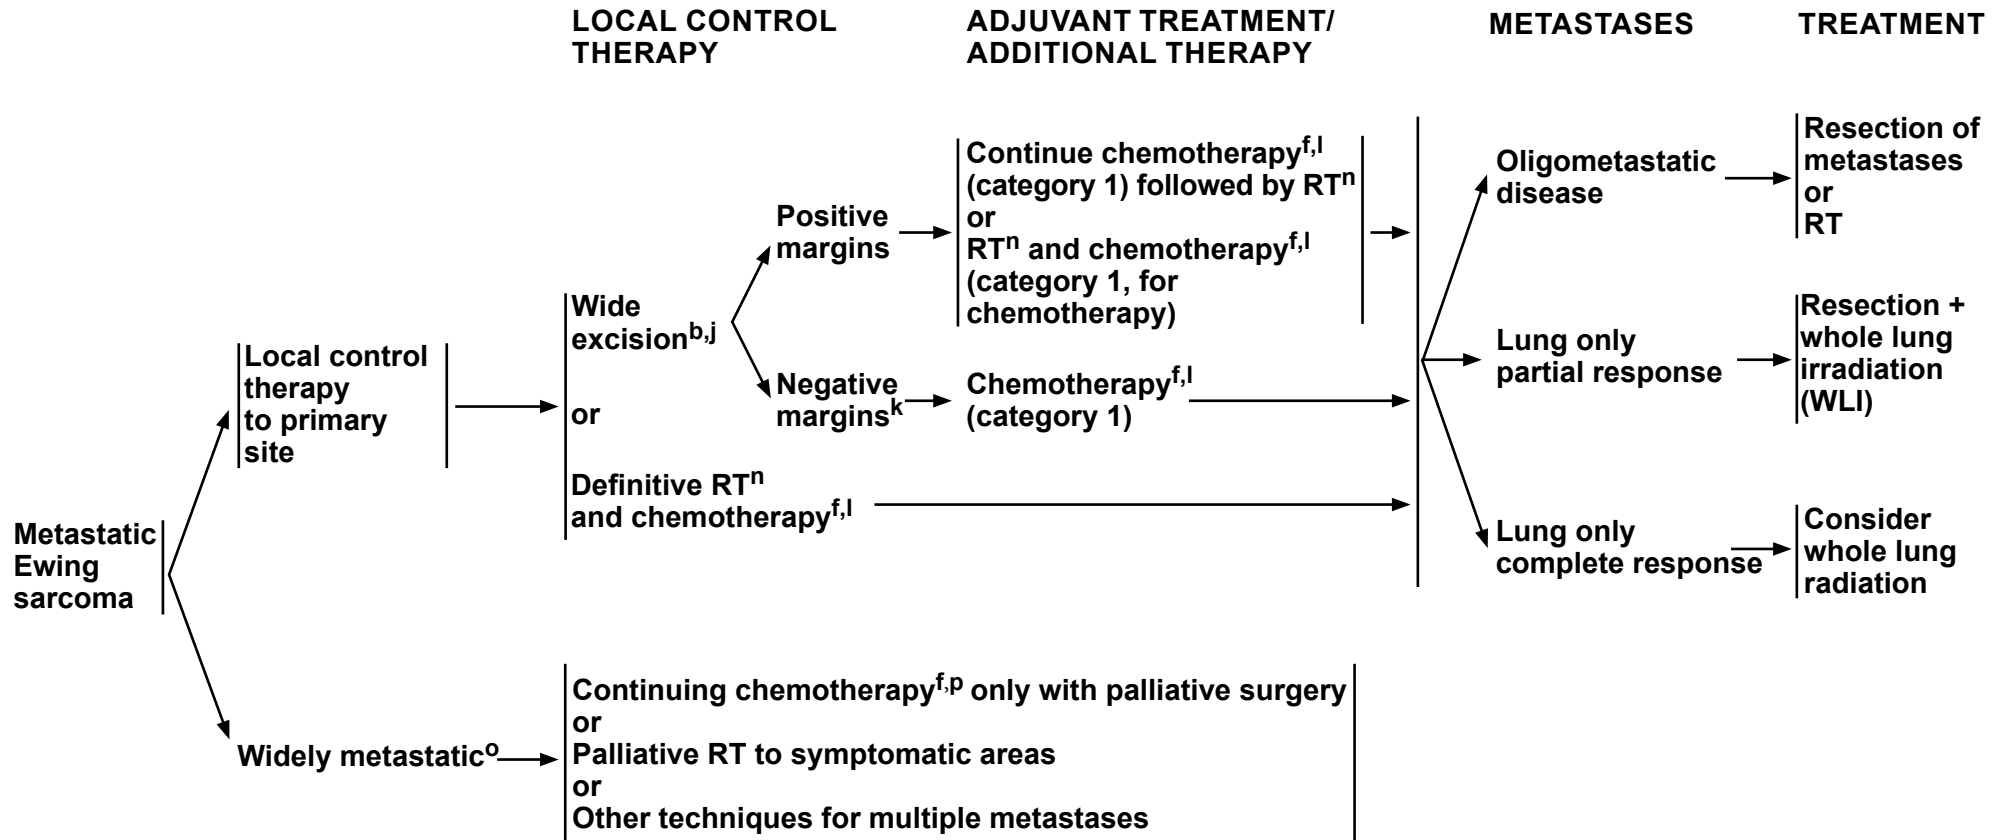 LOCAL CONTROL
THERAPY
ADJUVANT TREATMENT/
ADDITIONAL THERAPY
METASTASES
TREATMENT
Metastatic
Ewing
sarcoma
Local control
therapy
to primary
site
Wide
excisionb,j
or
Definitive RTn
and chemotherapyf,l
Positive
margins
Negative
marginsk
Continue chemotherapyf,l
(category 1) followed by RTn
or
RTn and chemotherapyf,l
(category 1, for
chemotherapy)
Chemotherapyf,l
(category 1)
Oligometastatic
disease
Resection of
metastases
or
RT
Lung only
partial response
Resection +
whole lung
irradiation
(WLI)
Lung only
complete response
Consider
whole lung
radiation
Widely metastatico
Continuing chemotherapyf,p only with palliative surgery
or
Palliative RT to symptomatic areas
or
Other techniques for multiple metastases